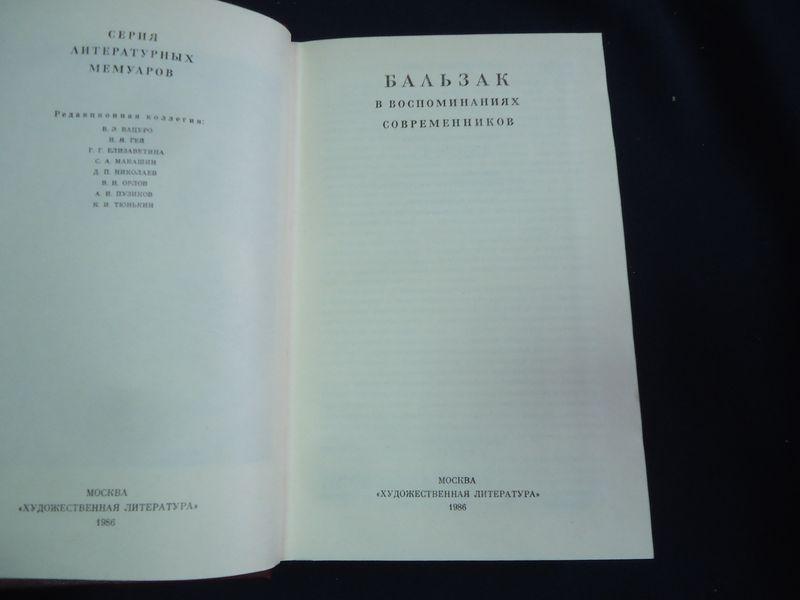 СЕРИЯ
ЛИТЕРАТУРНЫХ
МЕМУАРОВ
Редакционная коллегия:
В. Э. ВАЦУРО
Н. Н. ГЕЙ
Г. Г. ЕЛИЗАВЕТИНА
С. А. МАКАШИН
Д. П. НИКОЛАЕВ
В. Н. ОРЛОВ
А. И. ПУЗИКОВ
К. И. ТЮНЬКИН
МОСКВА
«ХУДОЖЕСТВЕННАЯ ЛИТЕРАТУРА»
1986
БАЛЬЗАК
В ВОСПОМИНАНИЯХ
СОВРЕМЕННИКОВ
МОСКВА
«ХУДОЖЕСТВЕННАЯ ЛИТЕРАТУРА»
1986